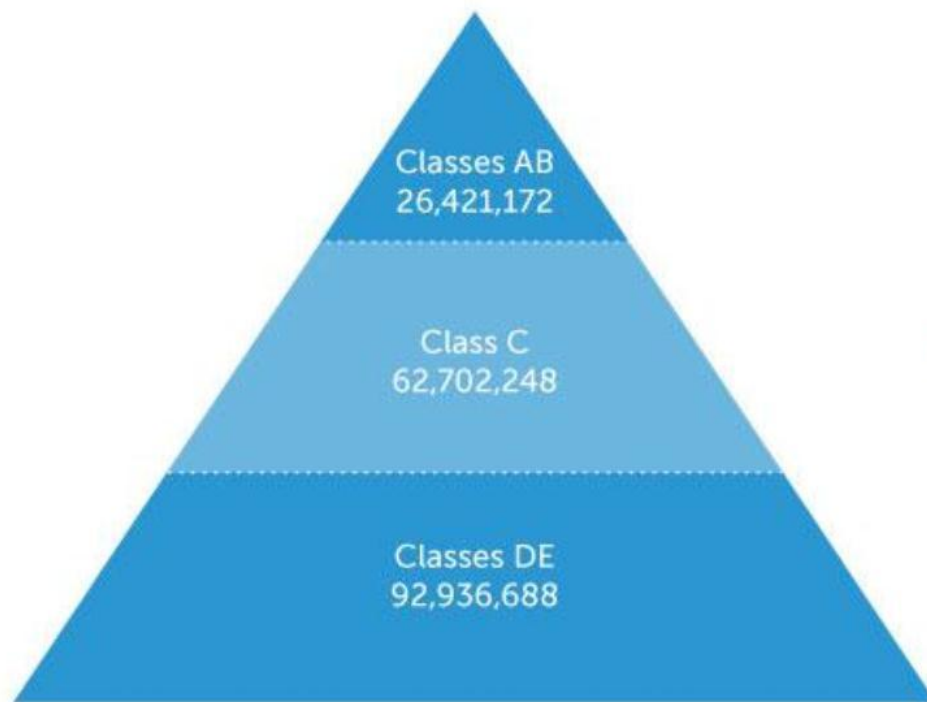 Classes AB
26,421,172
Class C
62,702,248
Classes DE
92,936,688